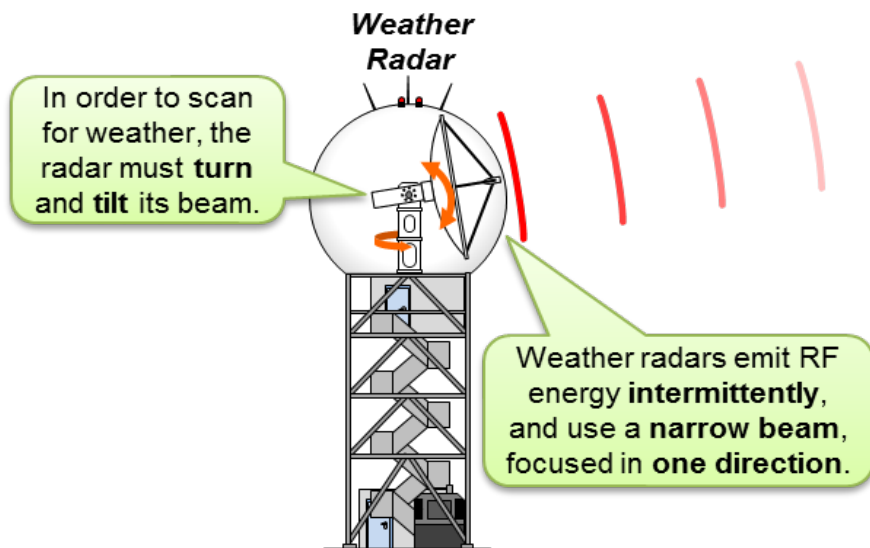 Weather
Radar
In order to scan
for weather, the
radar must turn
and tilt its beam.
Weather radars emit RF
energy intermittently,
and use a narrow beam,
focused in one direction.